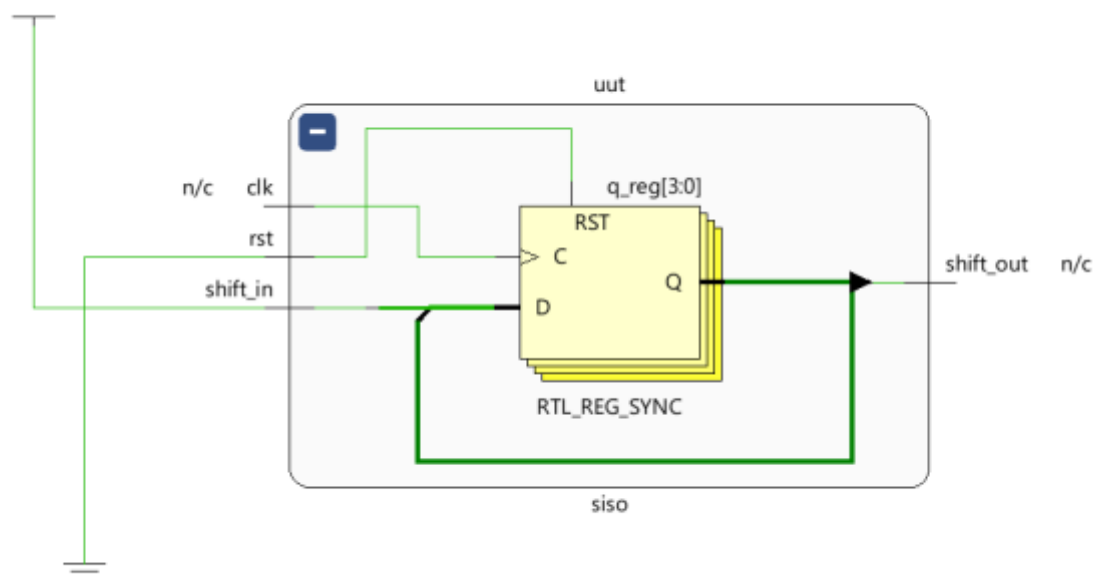 uut
n/c clk
q_reg[3:0]
RST
rst
C
shift_out n/c
Q
shift_in
D
RTL_REG_SYNC
siso